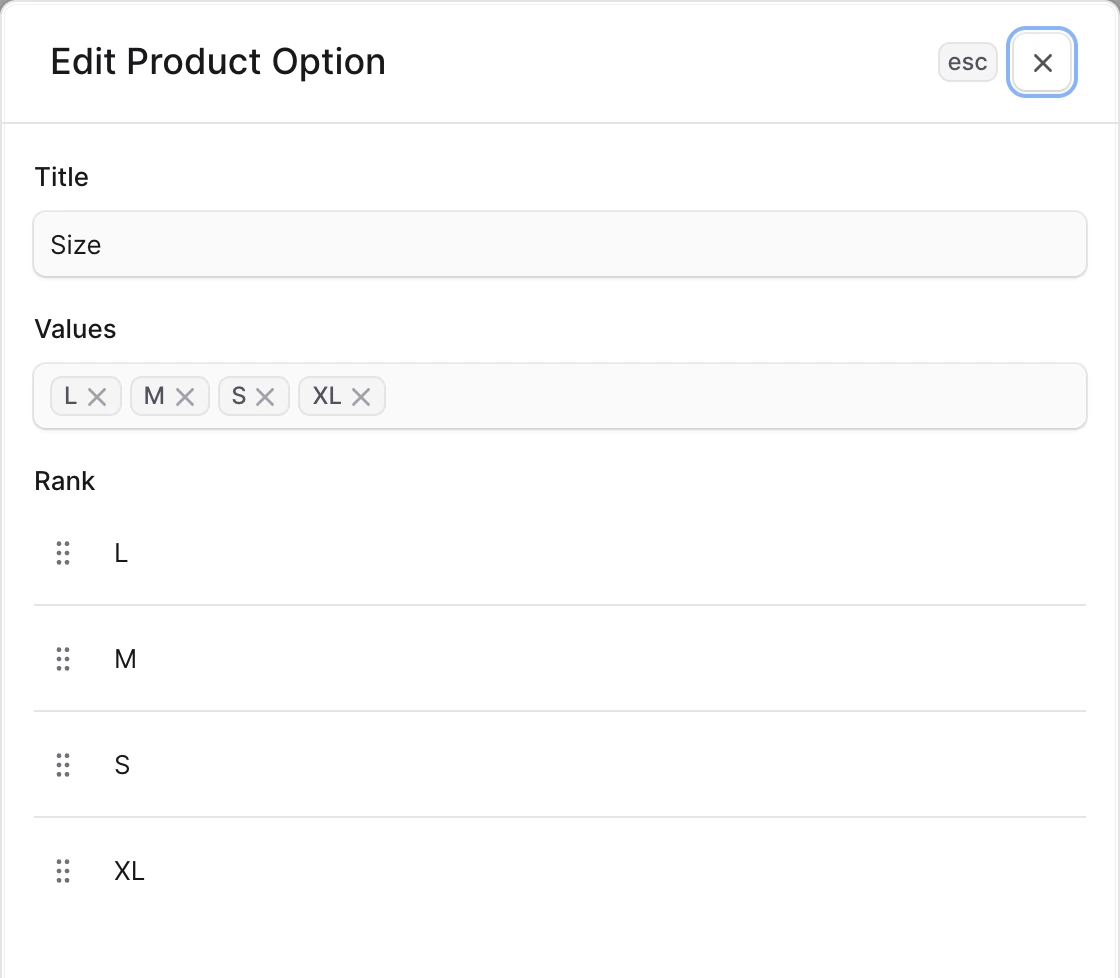 Edit Product Option esc
Title
Size
Values
L M S XL
Rank
L
M
S
XL